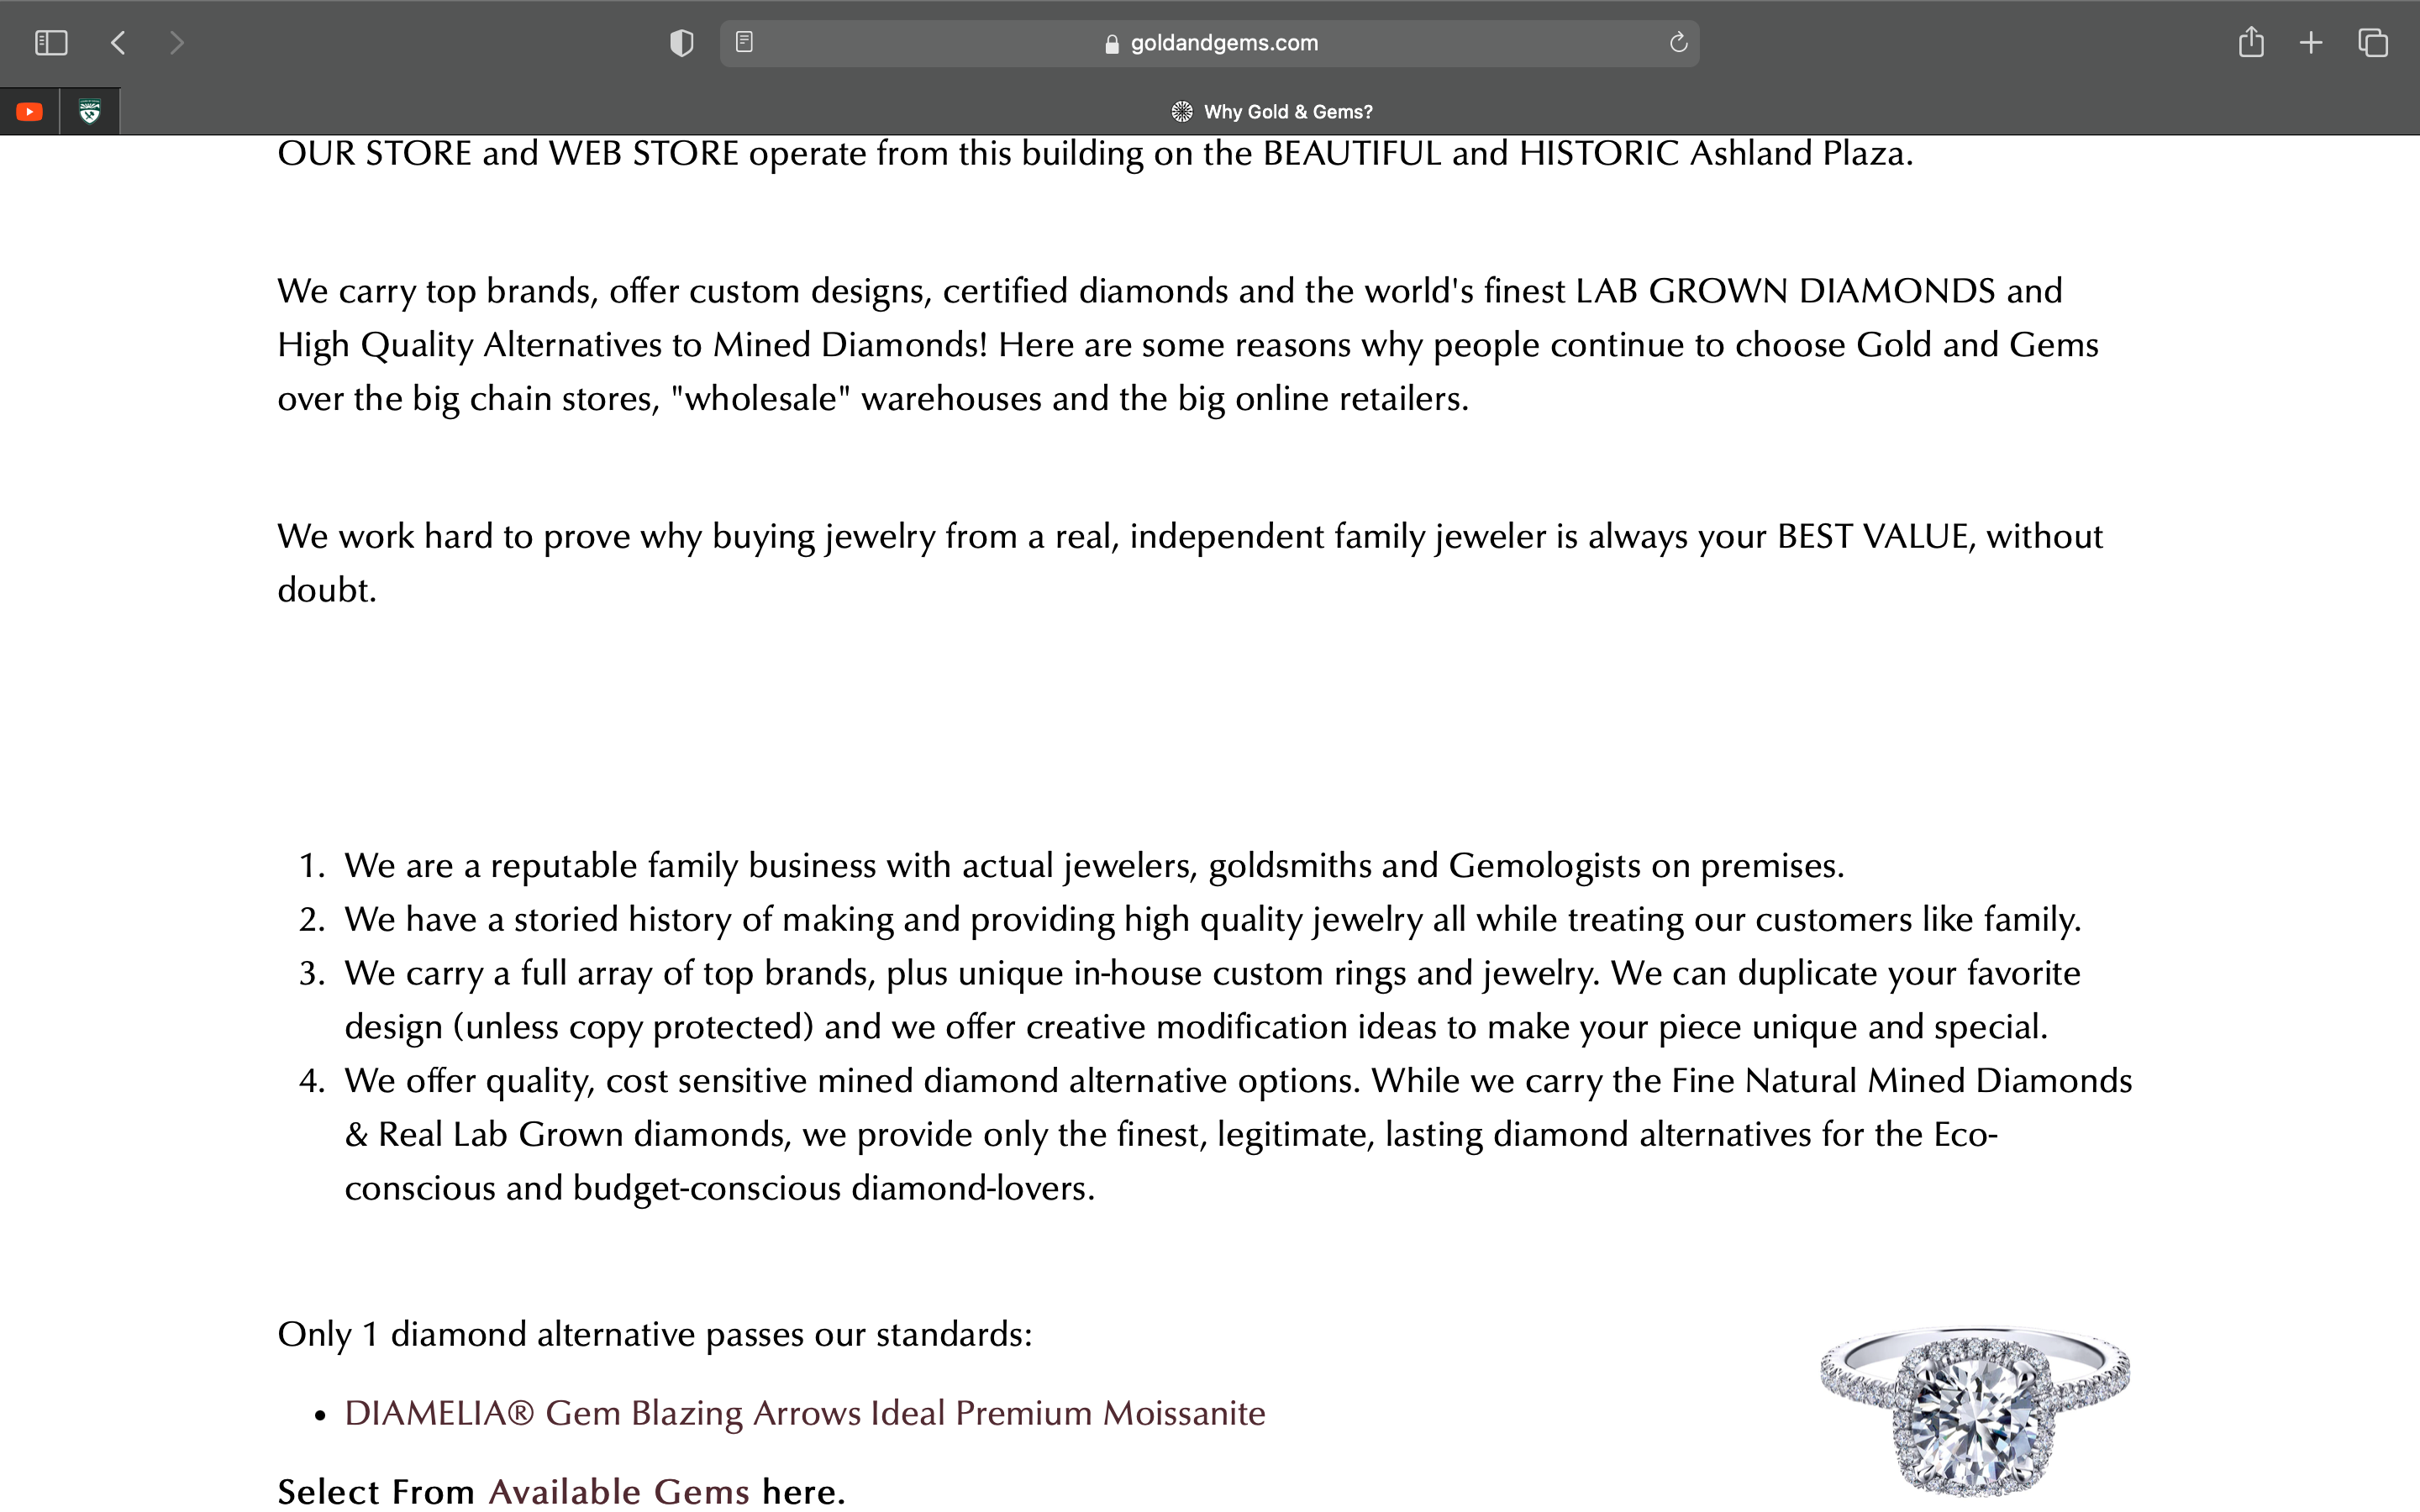 goldandgems.com
Why Gold & Gems?
OUR STORE and WEB STORE operate from this building on the BEAUTIFUL and HISTORIC Ashland Plaza.
We carry top brands, offer custom designs, certified diamonds and the world's finest LAB GROWN DIAMONDS and
High Quality Alternatives to Mined Diamonds! Here are some reasons why people continue to choose Gold and Gems
over the big chain stores, "wholesale" warehouses and the big online retailers.
We work hard to prove why buying jewelry from a real, independent family jeweler is always your BEST VALUE, without
doubt.
1. We are a reputable family business with actual jewelers, goldsmiths and Gemologists on premises.
2. We have a storied history of making and providing high quality jewelry all while treating our customers like family.
3. We carry a full array of top brands, plus unique in-house custom rings and jewelry. We can duplicate your favorite
design (unless copy protected) and we offer creative modification ideas to make your piece unique and special.
4. We offer quality, cost sensitive mined diamond alternative options. While we carry the Fine Natural Mined Diamonds
& Real Lab Grown diamonds, we provide only the finest, legitimate, lasting diamond alternatives for the Eco-
conscious and budget-conscious diamond-lovers.
Only 1 diamond alternative passes our standards:
• DIAMELIA® Gem Blazing Arrows Ideal Premium Moissanite
Select From Available Gems here.